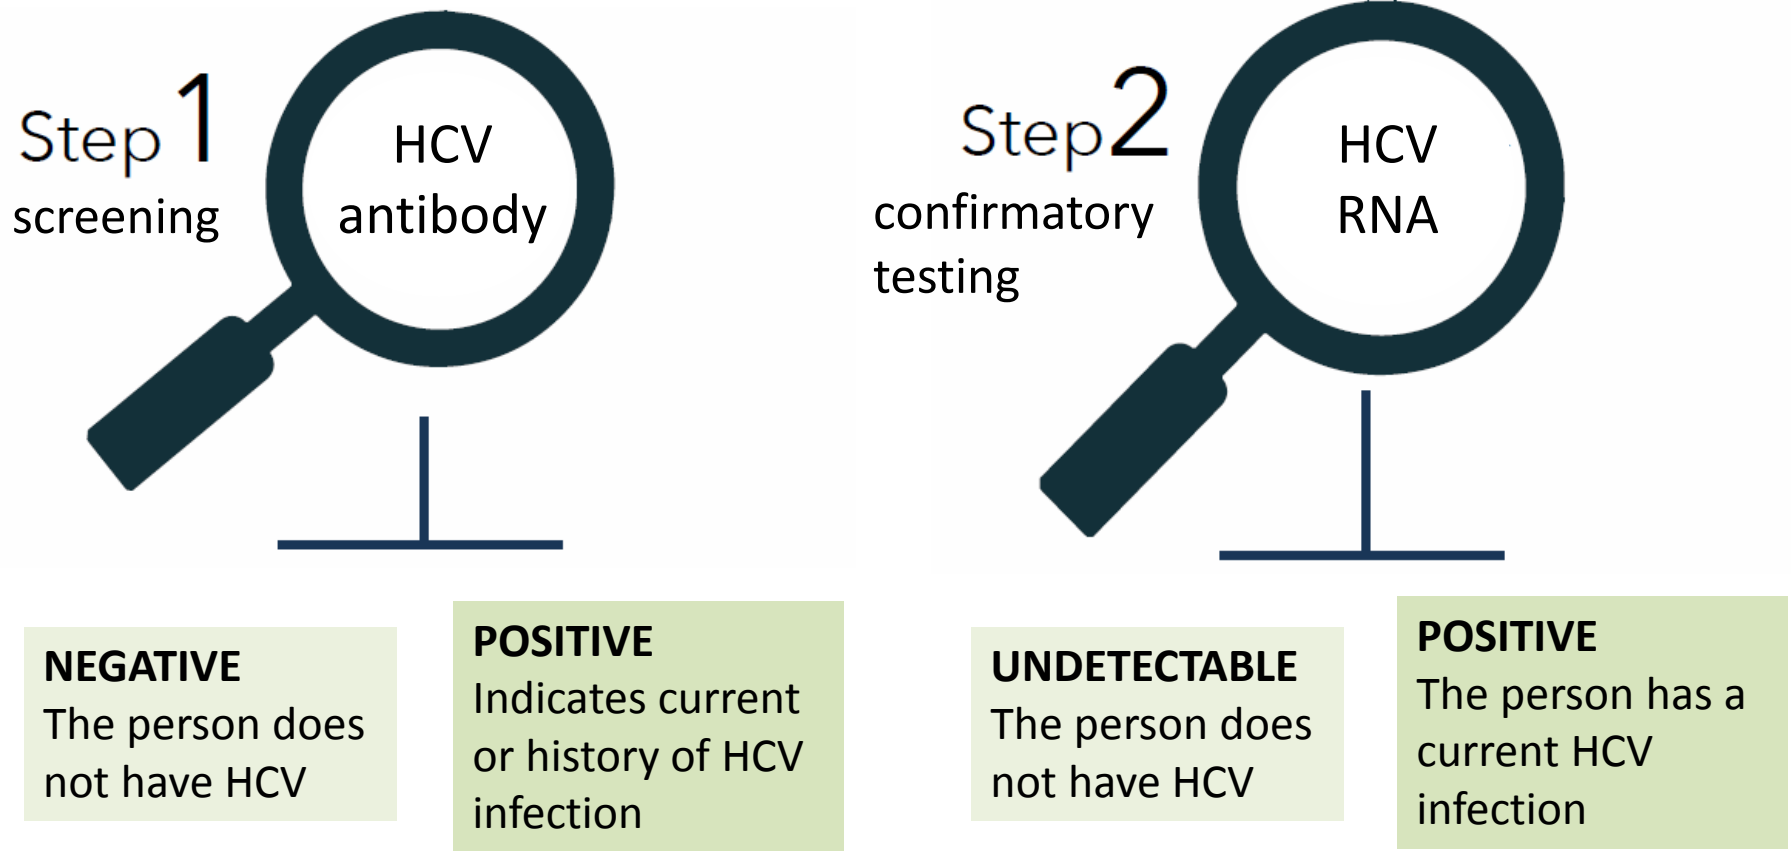 Step 1
screening
HCV
antibody
NEGATIVE
The person does
not have HCV
POSITIVE
Indicates current
or history of HCV
infection
Step 2
confirmatory
testing
HCV
RNA
UNDETECTABLE
The person does
not have HCV
POSITIVE
The person has a
current HCV
infection